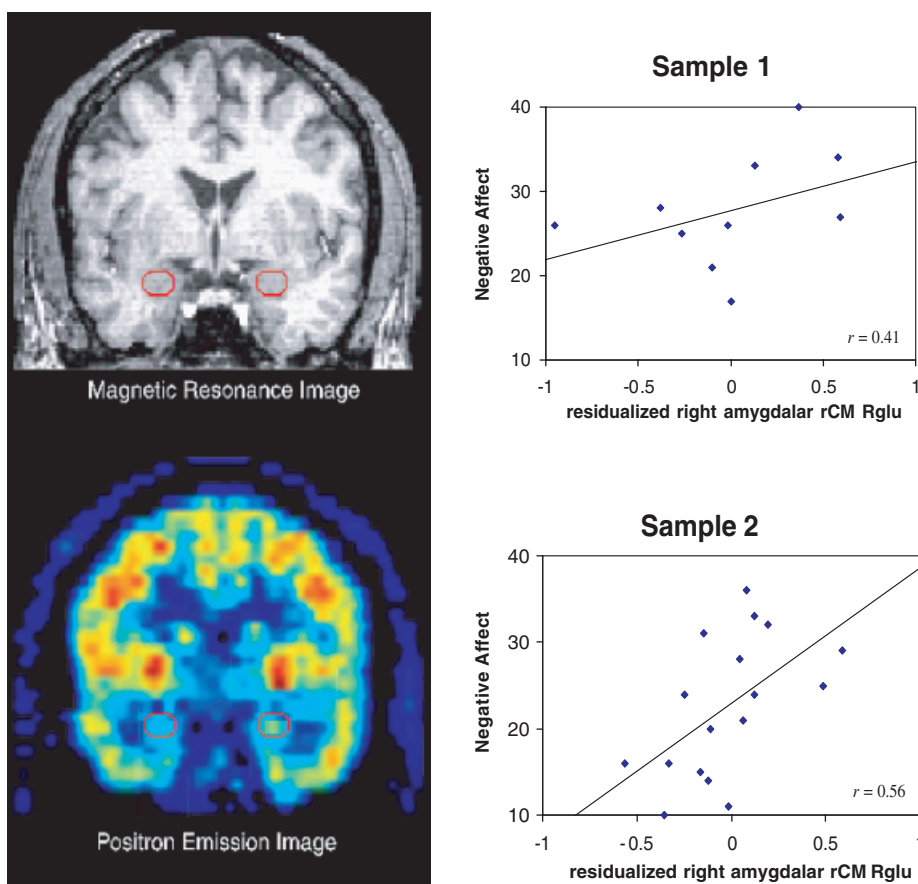 Magnetic Resonance Image
Positron Emission Image
Sample 1
Negative Affect
40
30
20
10
r = 0.41
-1 -0.5 0 0.5 1
residualized right amygdalar rCM Rglu
Sample 2
Negative Affect
40
30
20
10
r = 0.56
-1 -0.5 0 0.5 1
residualized right amygdalar rCM Rglu